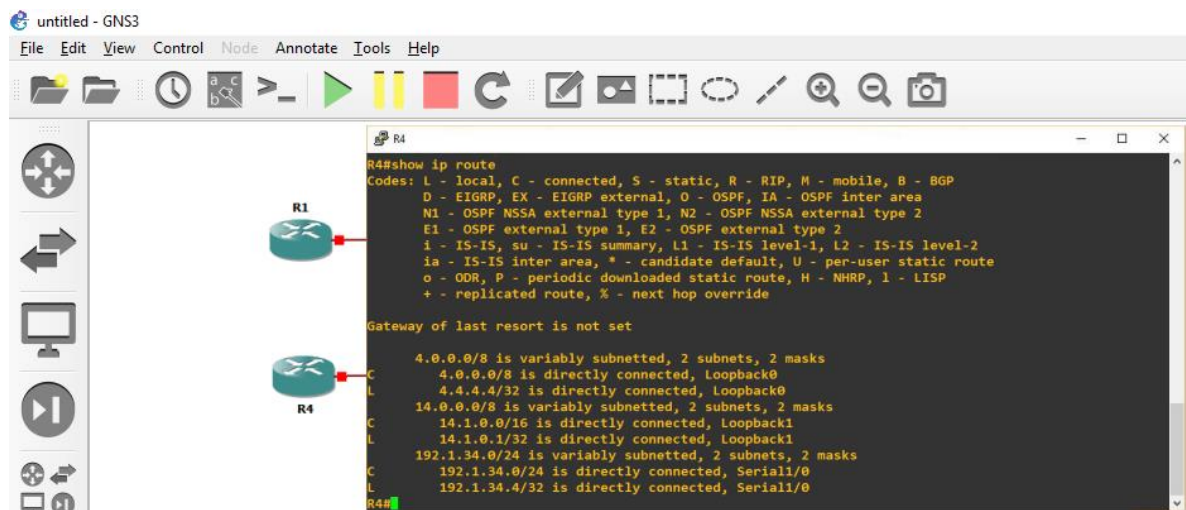 untitled - GNS3
File Edit View Control Node Annotate Tools Help
R4
R4#show ip route
Codes: L - local, C - connected, S - static, R - RIP, M - mobile, B - BGP
D - EIGRP, EX - EIGRP external, O - OSPF, IA - OSPF inter area
N1 - OSPF NSSA external type 1, N2 - OSPF NSSA external type 2
E1 - OSPF external type 1, E2 - OSPF external type 2
i - IS-IS, su - IS-IS summary, L1 - IS-IS level-1, L2 - IS-IS level-2
ia - IS-IS inter area, * - candidate default, U - per-user static route
o - ODR, P - periodic downloaded static route, H - NHRP, l - LISP
+ - replicated route, % - next hop override
Gateway of last resort is not set
4.0.0.0/8 is variably subnetted, 2 subnets, 2 masks
C 4.0.0.0/8 is directly connected, Loopback0
L 4.4.4.4/32 is directly connected, Loopback0
14.0.0.0/8 is variably subnetted, 2 subnets, 2 masks
C 14.1.0.0/16 is directly connected, Loopback1
L 14.1.0.1/32 is directly connected, Loopback1
192.1.34.0/24 is variably subnetted, 2 subnets, 2 masks
C 192.1.34.0/24 is directly connected, Serial1/0
L 192.1.34.4/32 is directly connected, Serial1/0
R4#
R1
R4